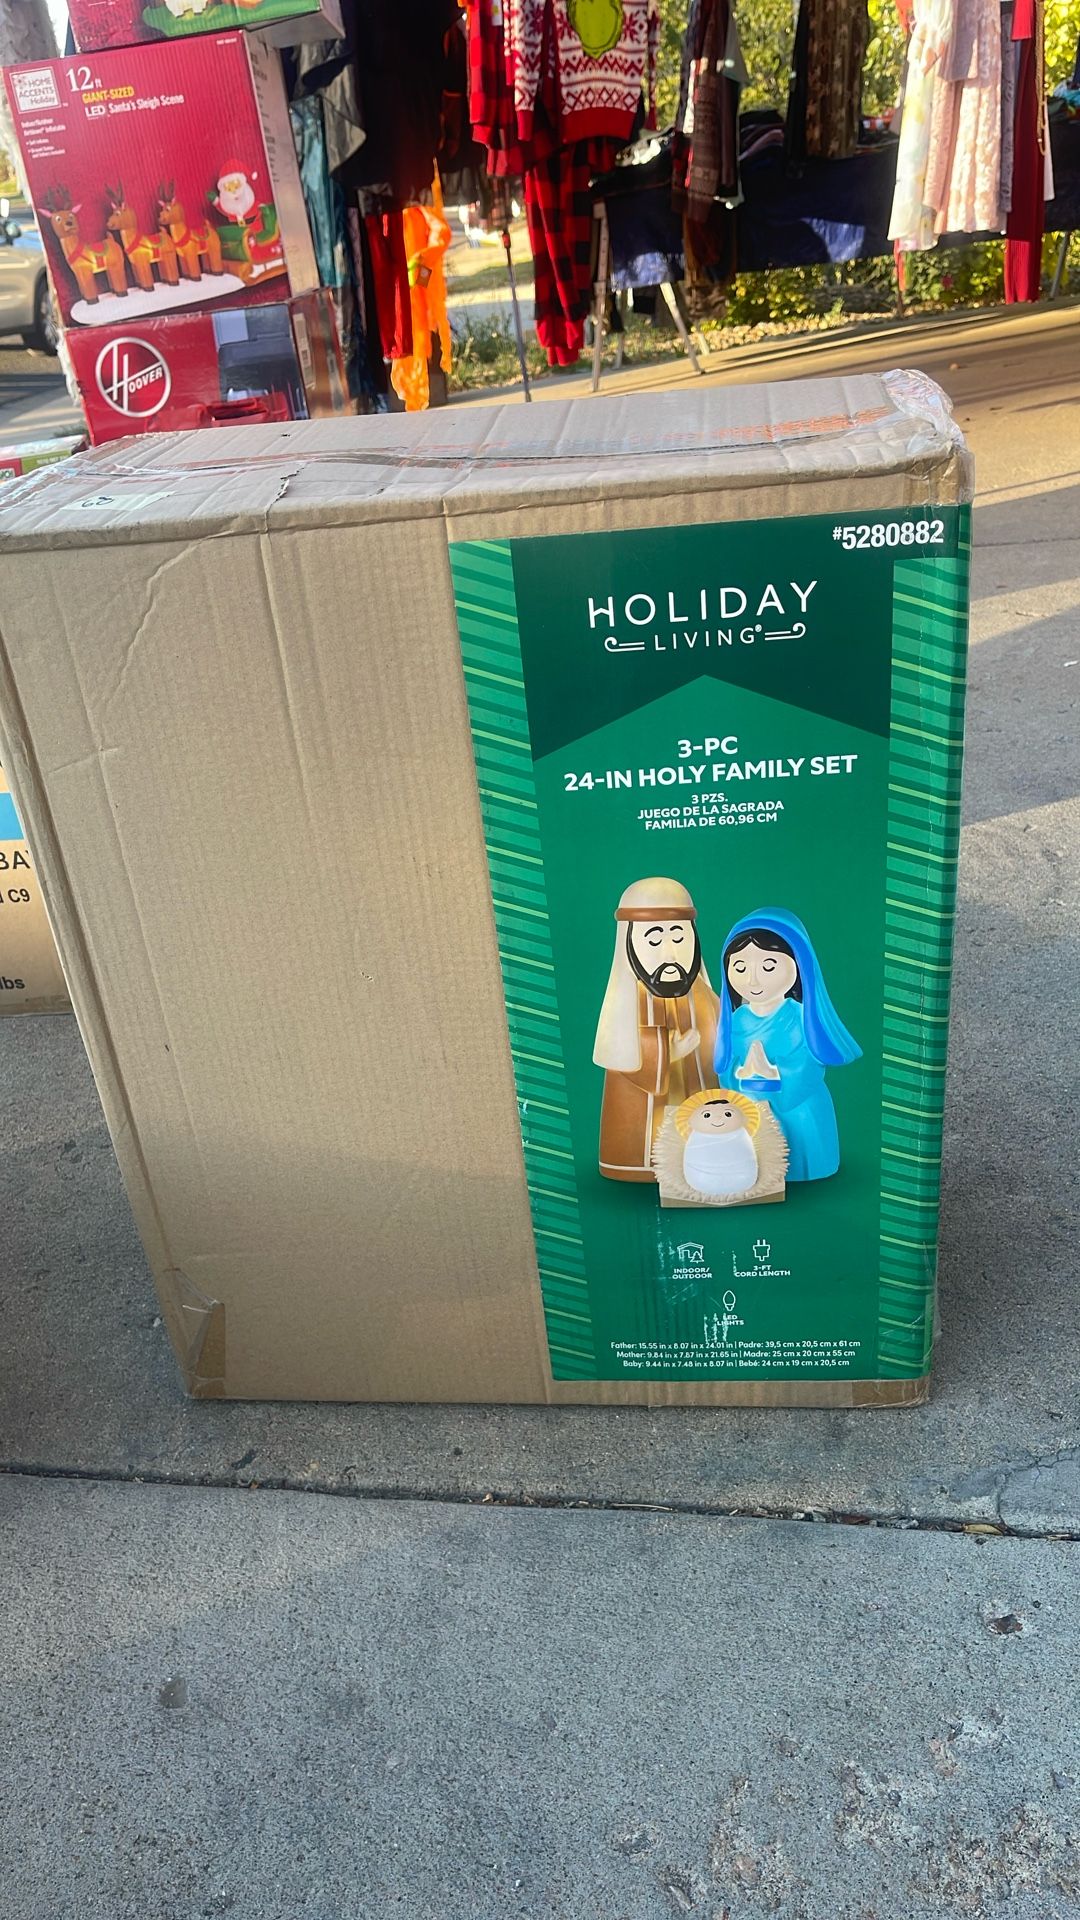 HOME
ACCENTS
Holiday
12 ft
GIANT-SIZED
LED Santa's Sleigh Scene
HOOVER
C9
lbs
#5280882
HOLIDAY
LIVING®
3-PC
24-IN HOLY FAMILY SET
3 PZS.
JUEGO DE LA SAGRADA
FAMILIA DE 60,96 CM
INDOOR/
OUTDOOR
3-FT
CORD LENGTH
LED
LIGHTS
Father: 15.55 in x 8.07 in x 24.01 in | Padre: 39,5 cm x 20,5 cm x 61 cm
Mother: 9.84 in x 7.87 in x 21.65 in | Madre: 25 cm x 20 cm x 55 cm
Baby: 9.44 in x 7.48 in x 8.07 in | Bebé: 24 cm x 19 cm x 20,5 cm